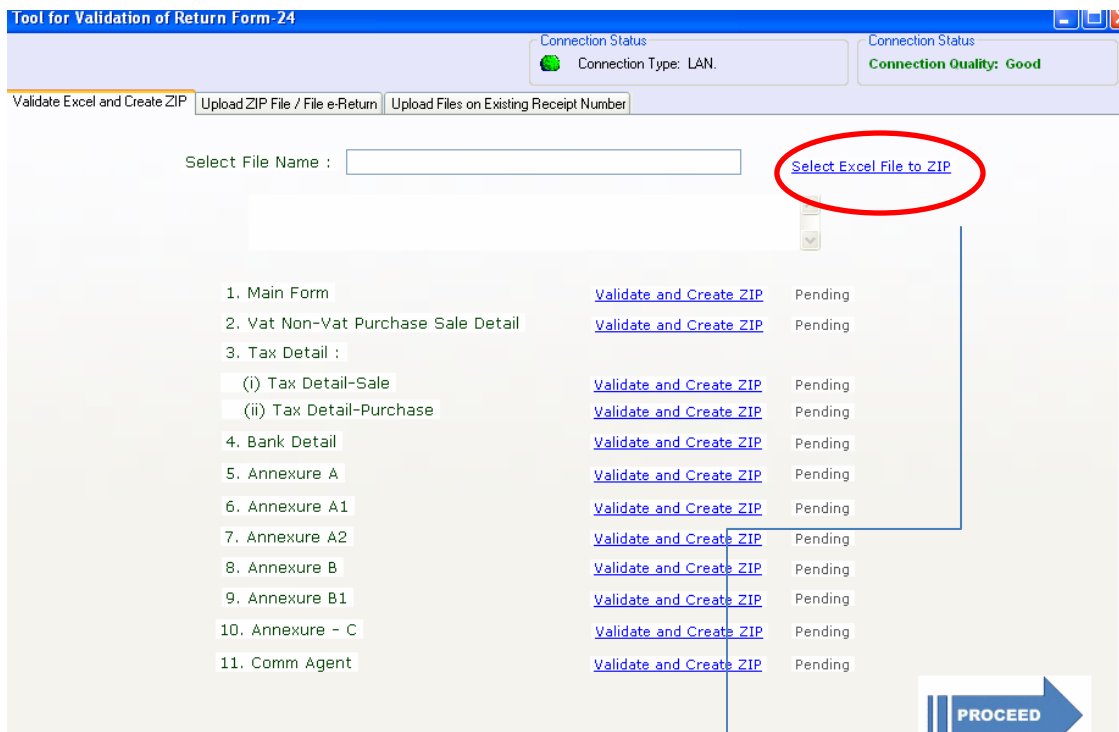 Tool for Validation of Return Form-24
Connection Status
Connection Status
Connection Type: LAN.
Connection Quality: Good
Validate Excel and Create ZIP
Upload ZIP File / File e-Return
Upload Files on Existing Receipt Number
Select File Name :
Select Excel File to ZIP
1. Main Form Validate and Create ZIP Pending
2. Vat Non-Vat Purchase Sale Detail Validate and Create ZIP Pending
3. Tax Detail :
(i) Tax Detail-Sale Validate and Create ZIP Pending
(ii) Tax Detail-Purchase Validate and Create ZIP Pending
4. Bank Detail Validate and Create ZIP Pending
5. Annexure A Validate and Create ZIP Pending
6. Annexure A1 Validate and Create ZIP Pending
7. Annexure A2 Validate and Create ZIP Pending
8. Annexure B Validate and Create ZIP Pending
9. Annexure B1 Validate and Create ZIP Pending
10. Annexure - C Validate and Create ZIP Pending
11. Comm Agent Validate and Create ZIP Pending
PROCEED